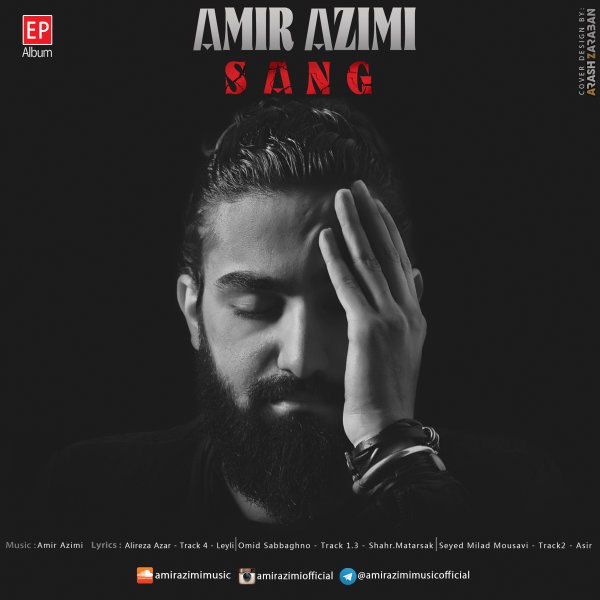 EP
Album
AMIR AZIMI
SANG
COVER DESIGN BY:
ARASH ZARABAN
Music :Amir Azimi Lyrics : Alireza Azar - Track 4 - Leyli|Omid Sabbaghno - Track 1.3 - Shahr.Matarsak|Seyed Milad Mousavi - Track2 - Asir
amirazimimusic amirazimiofficial @amirazimimusicofficial